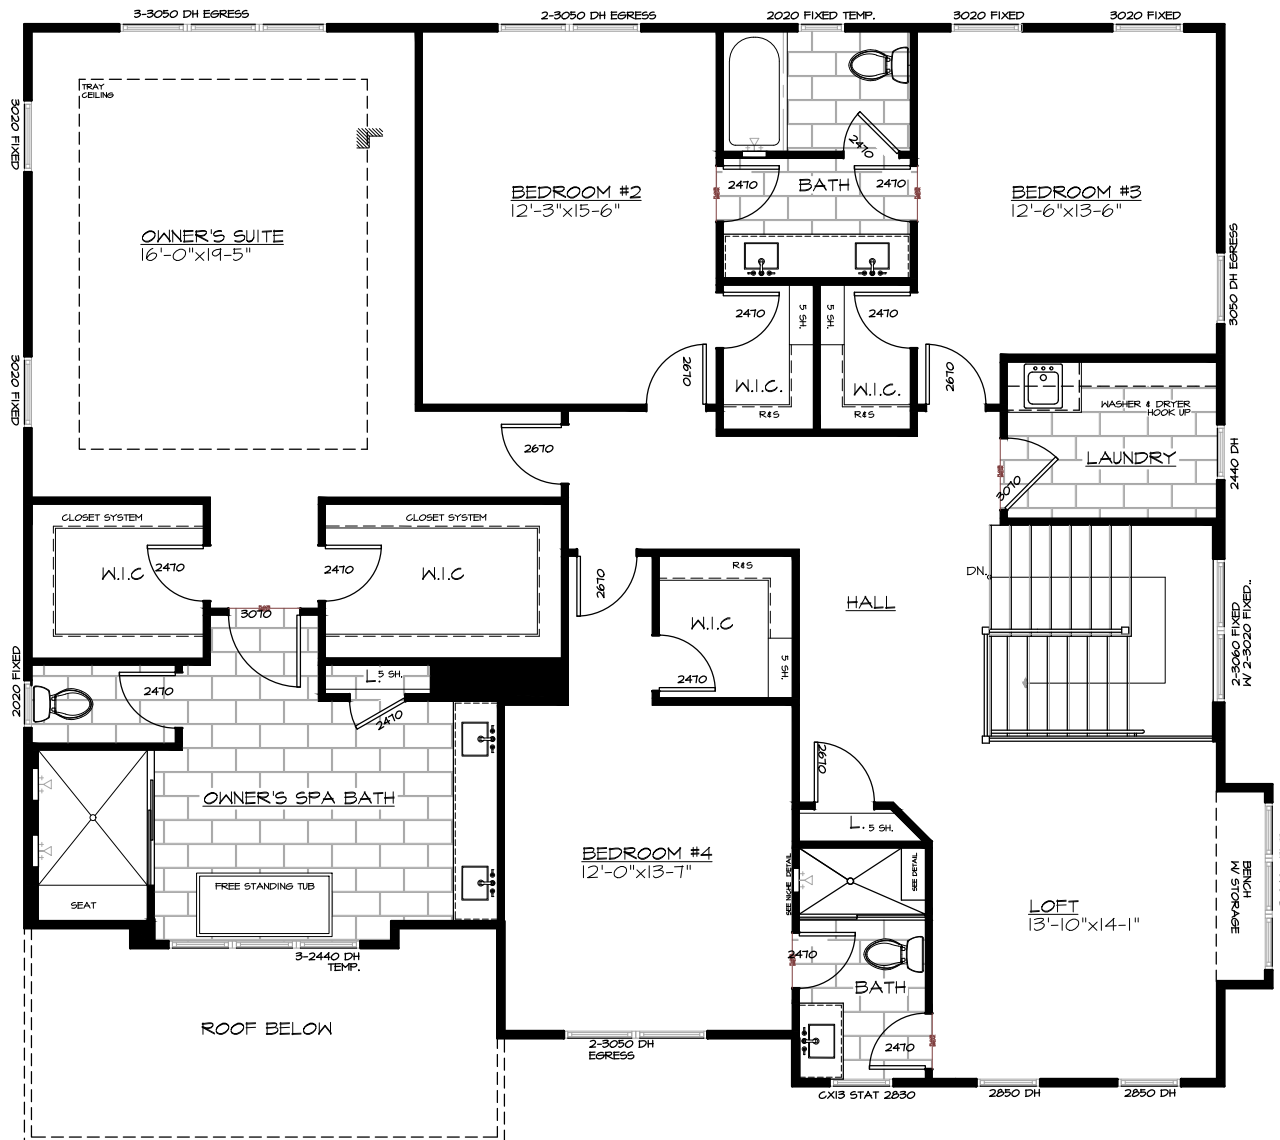 3-3050 DH EGRESS
2-3050 DH EGRESS
2020 FIXED TEMP.
3020 FIXED
3020 FIXED
TRAY
CEILING
3020 FIXED
2470
BEDROOM #2
12'-3"x15-6"
2470
BATH
2470
BEDROOM #3
12'-6"x13-6"
OWNER'S SUITE
16'-0"x19-5"
3050 DH EGRESS
2470
5 SH.
5 SH.
2470
3020 FIXED
2670
W.I.C.
R&S
W.I.C.
R&S
2670
WASHER & DRYER
HOOK UP
2670
LAUNDRY
2440 DH
3070
CLOSET SYSTEM
CLOSET SYSTEM
W.I.C
2470
2470
W.I.C
2670
R&S
DN.
HALL
3070
W.I.C
2-3060 FIXED
W/ 2-3020 FIXED..
2020 FIXED
2470
L. 5 SH.
2470
5 SH.
2470
2670
OWNER'S SPA BATH
L. 5 SH.
BEDROOM #4
12'-0"x13-7"
SEE NICHE DETAIL
SEE DETAIL
BENCH
W/ STORAGE
FREE STANDING TUB
SEAT
LOFT
13'-10"x14-1"
2470
3-2440 DH
TEMP.
BATH
ROOF BELOW
2-3050 DH
EGRESS
2470
CX13 STAT 2830
2850 DH
2850 DH